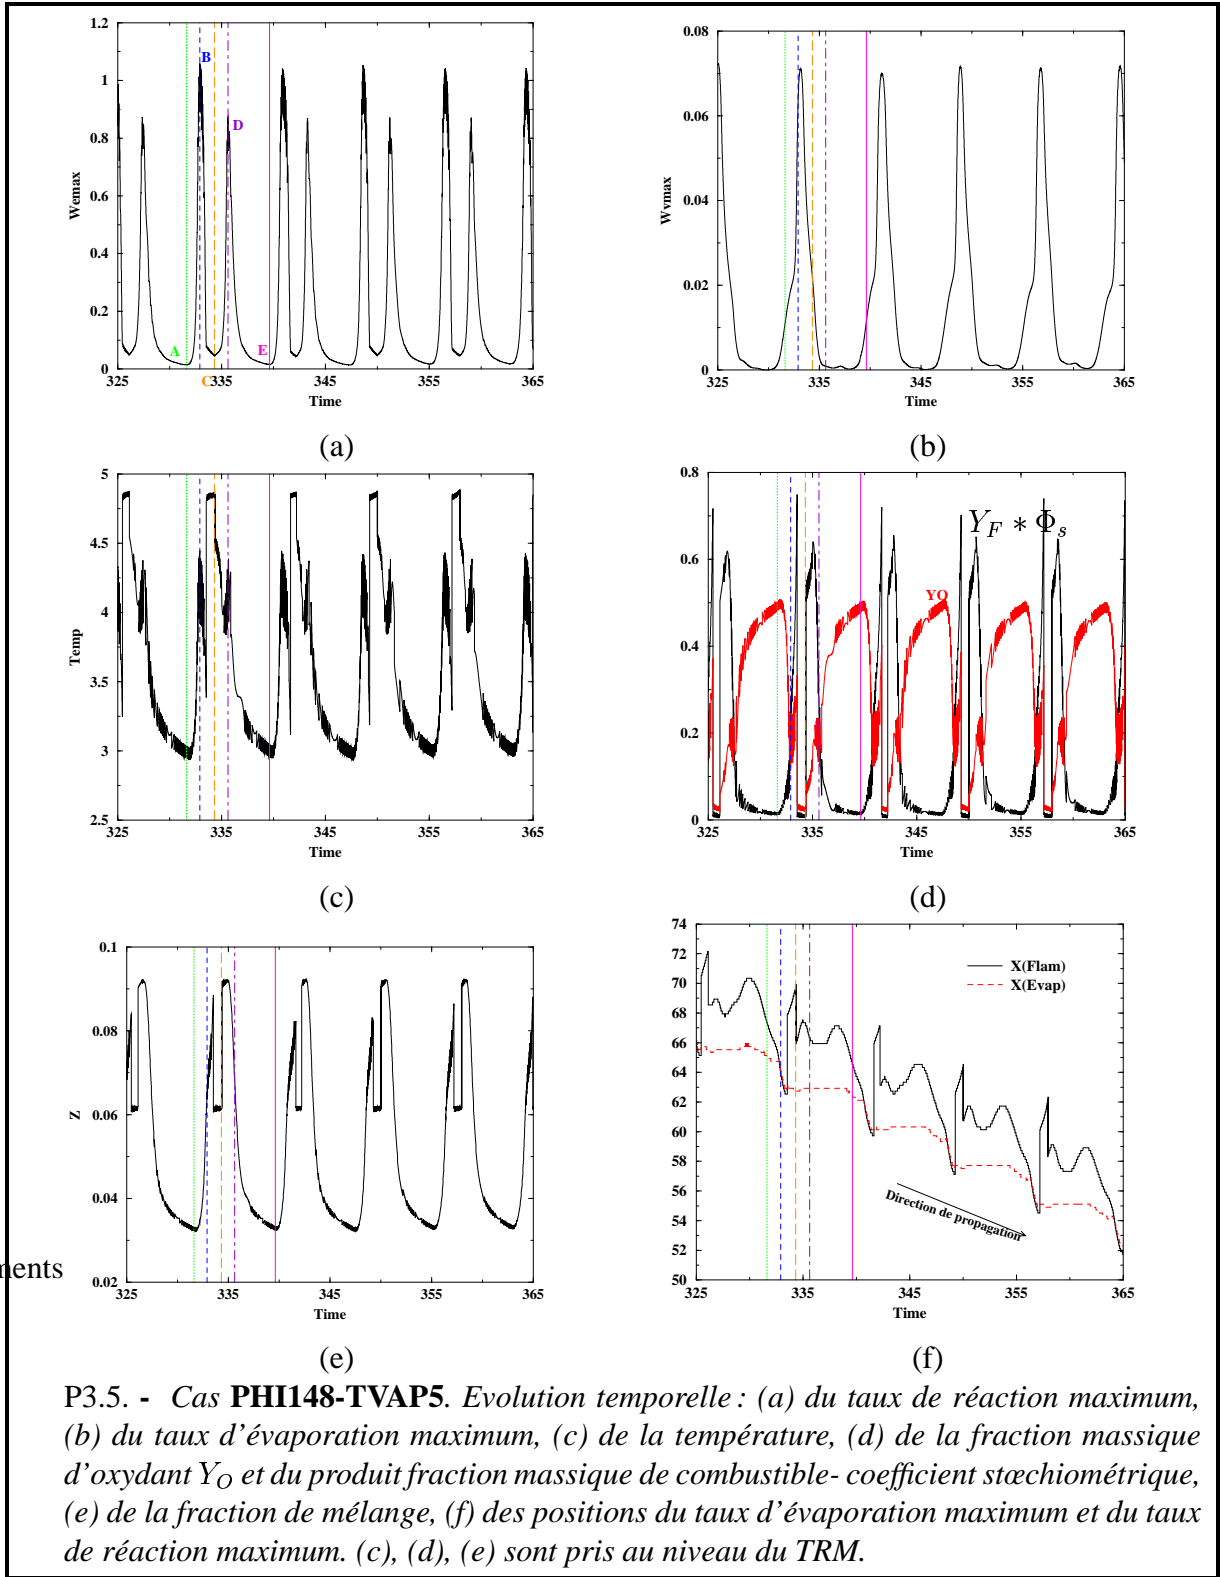 1.2
1
0.8
0.6
0.4
0.2
0
Wemax
A
B
C
D
E
325 335 345 355 365
Time
(a)
0.08
0.06
0.04
0.02
0
Wvmax
325 335 345 355 365
Time
(b)
5
4.5
4
3.5
3
2.5
Temp
325 335 345 355 365
Time
(c)
0.8
0.6
0.4
0.2
0
Y_F * Φ_s
YO
325 335 345 355 365
Time
(d)
0.1
0.08
0.06
0.04
0.02
Z
325 335 345 355 365
Time
(e)
74
72
70
68
66
64
62
60
58
56
54
52
50
X(Flam)
X(Evap)
Direction de propagation
325 335 345 355 365
Time
(f)
ments
P3.5. - Cas PHI148-TVAP5. Evolution temporelle : (a) du taux de réaction maximum,
(b) du taux d'évaporation maximum, (c) de la température, (d) de la fraction massique
d'oxydant Y_O et du produit fraction massique de combustible- coefficient stœchiométrique,
(e) de la fraction de mélange, (f) des positions du taux d'évaporation maximum et du taux
de réaction maximum. (c), (d), (e) sont pris au niveau du TRM.